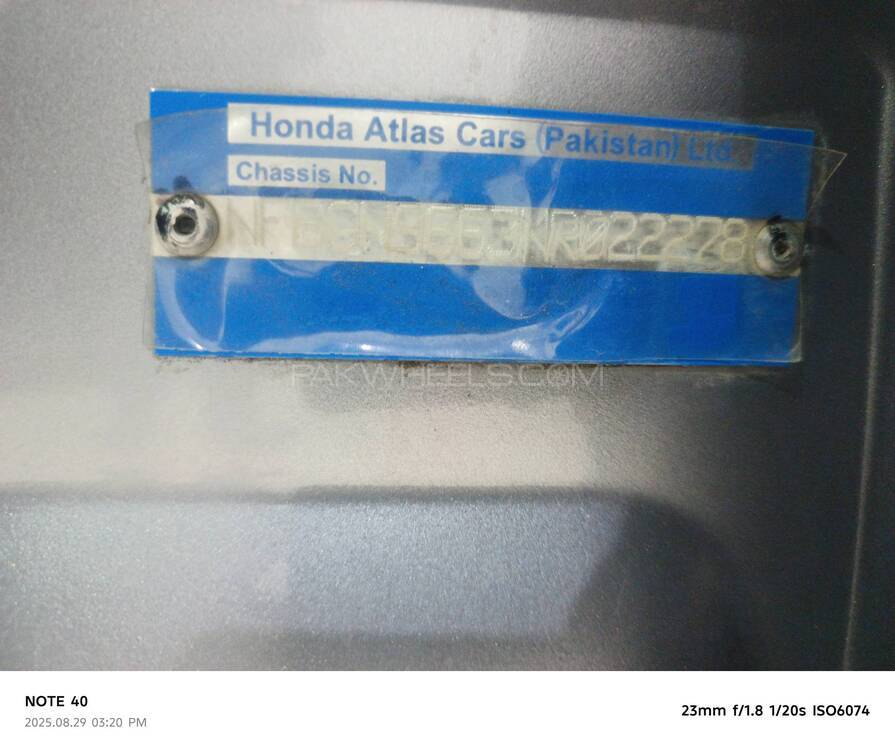 Honda Atlas Cars (Pakistan) Ltd.
Chassis No.
PAKWHEELS.COM
NOTE 40
2025.08.29 03:20 PM
23mm f/1.8 1/20s ISO6074